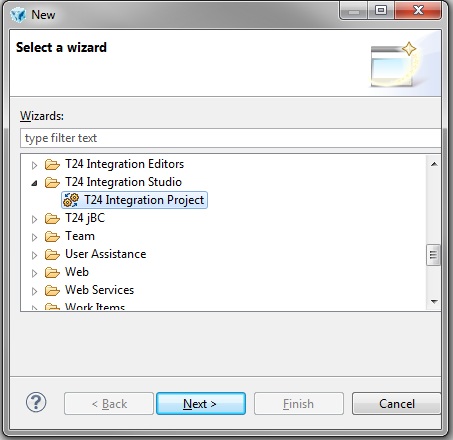 New
Select a wizard
Wizards:
type filter text
T24 Integration Editors
T24 Integration Studio
T24 Integration Project
T24 jBC
Team
User Assistance
Web
Web Services
Work Items
?
< Back
Next >
Finish
Cancel